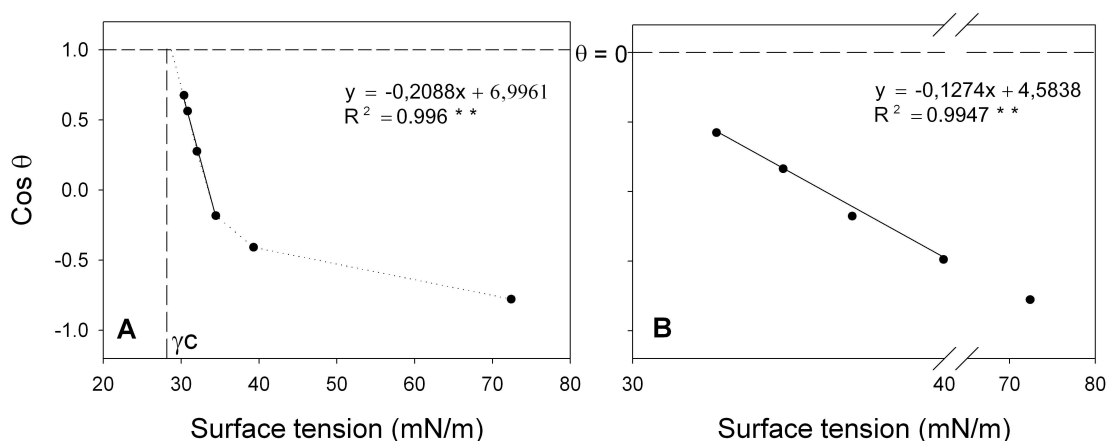 1.0
0.5
0.0
-0.5
-1.0
Cos θ
y = -0,2088x + 6,9961
R² = 0.996 * *
A
γc
20 30 40 50 60 70 80
Surface tension (mN/m)
θ = 0
y = -0,1274x + 4,5838
R² = 0.9947 * *
B
30 40 70 80
Surface tension (mN/m)